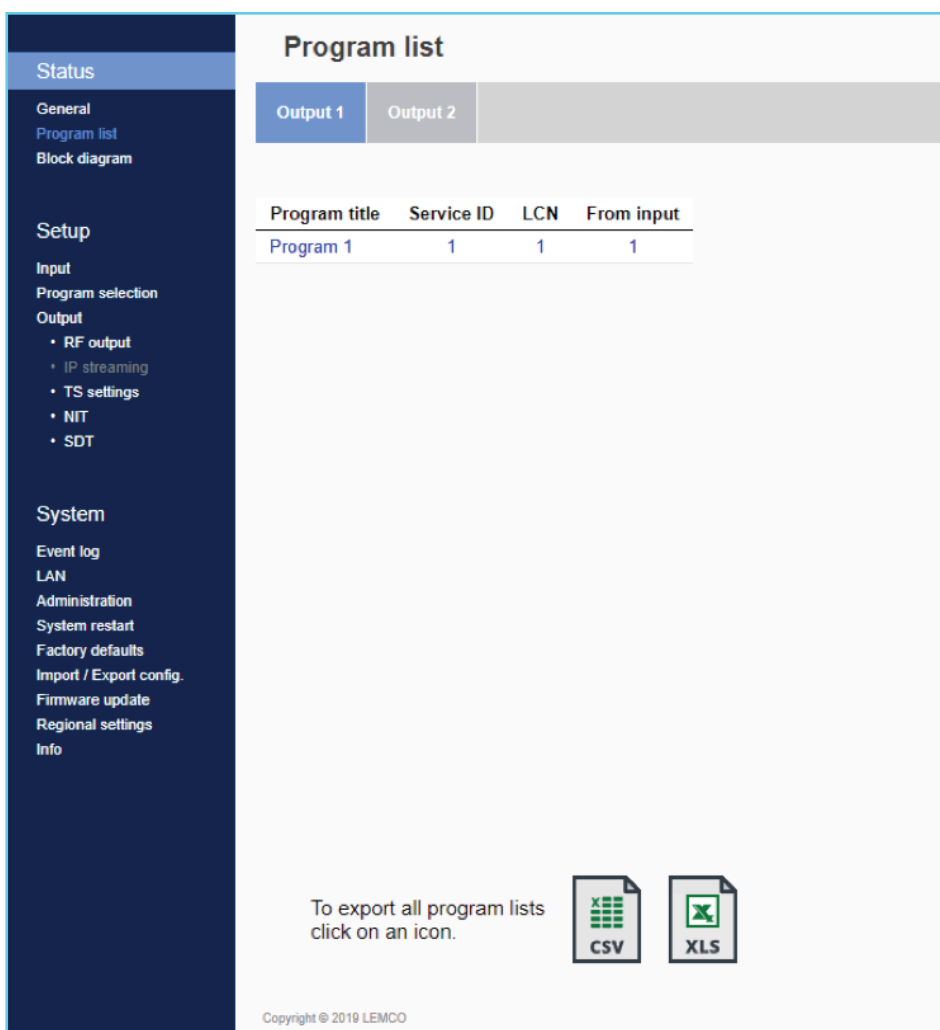 Status
General
Program list
Block diagram
Setup
Input
Program selection
Output
• RF output
• IP streaming
• TS settings
• NIT
• SDT
System
Event log
LAN
Administration
System restart
Factory defaults
Import / Export config.
Firmware update
Regional settings
Info
Program list
Output 1 Output 2
Program title Service ID LCN From input
Program 1 1 1 1
To export all program lists
click on an icon.
X
CSV
X
XLS
Copyright © 2019 LEMCO